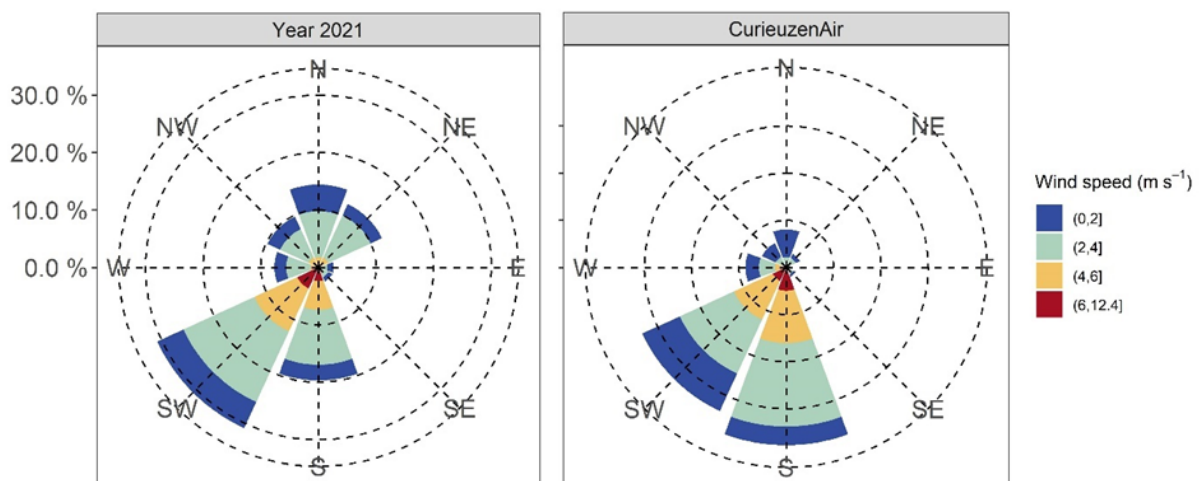 Year 2021
CurieuzenAir
N
NW
NE
W
E
SW
SE
S
30.0 %
20.0 %
10.0 %
0.0 %
N
NW
NE
W
E
SW
SE
S
Wind speed (m s⁻¹)
(0,2]
(2,4]
(4,6]
(6,12.4]